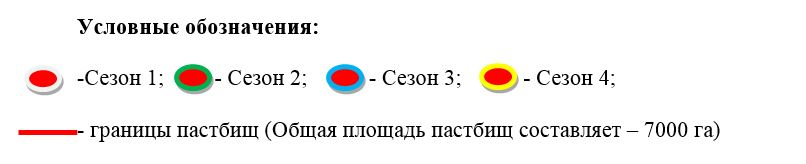 Условные обозначения:
-Сезон 1; - Сезон 2; - Сезон 3; - Сезон 4;
- границы пастбищ (Общая площадь пастбищ составляет – 7000 га)